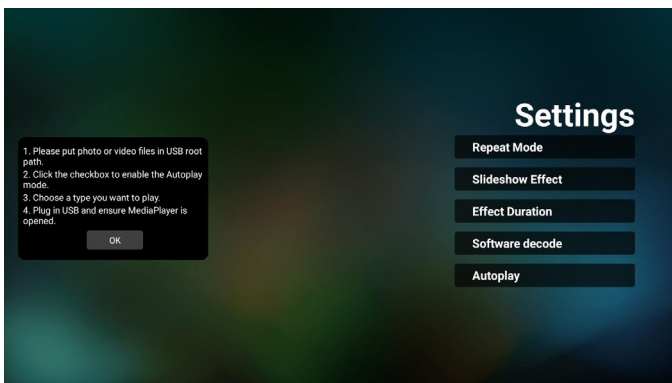 Settings
1. Please put photo or video files in USB root
path.
2. Click the checkbox to enable the Autoplay
mode.
3. Choose a type you want to play.
4. Plug in USB and ensure MediaPlayer is
opened.
OK
Repeat Mode
Slideshow Effect
Effect Duration
Software decode
Autoplay